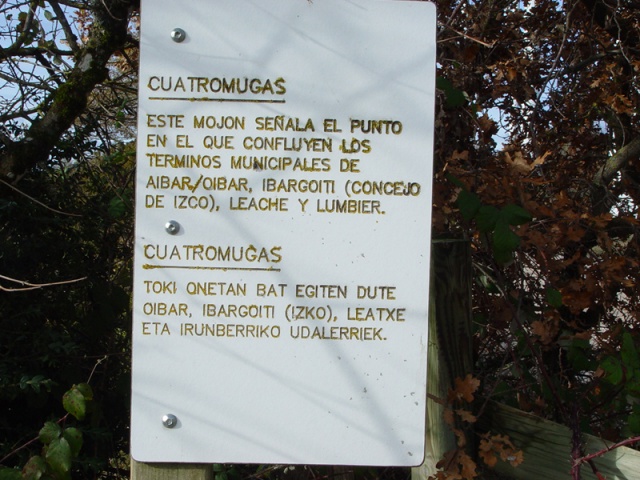 CUATROMUGAS
ESTE MOJON SEÑALA EL PUNTO
EN EL QUE CONFLUYEN LOS
TERMINOS MUNICIPALES DE
AIBAR/OIBAR, IBARGOITI (CONCEJO
DE IZCO), LEACHE Y LUMBIER.
CUATROMUGAS
TOKI ONETAN BAT EGITEN DUTE
OIBAR, IBARGOITI (IZKO), LEATXE
ETA IRUNBERRIKO UDALERRIEK.